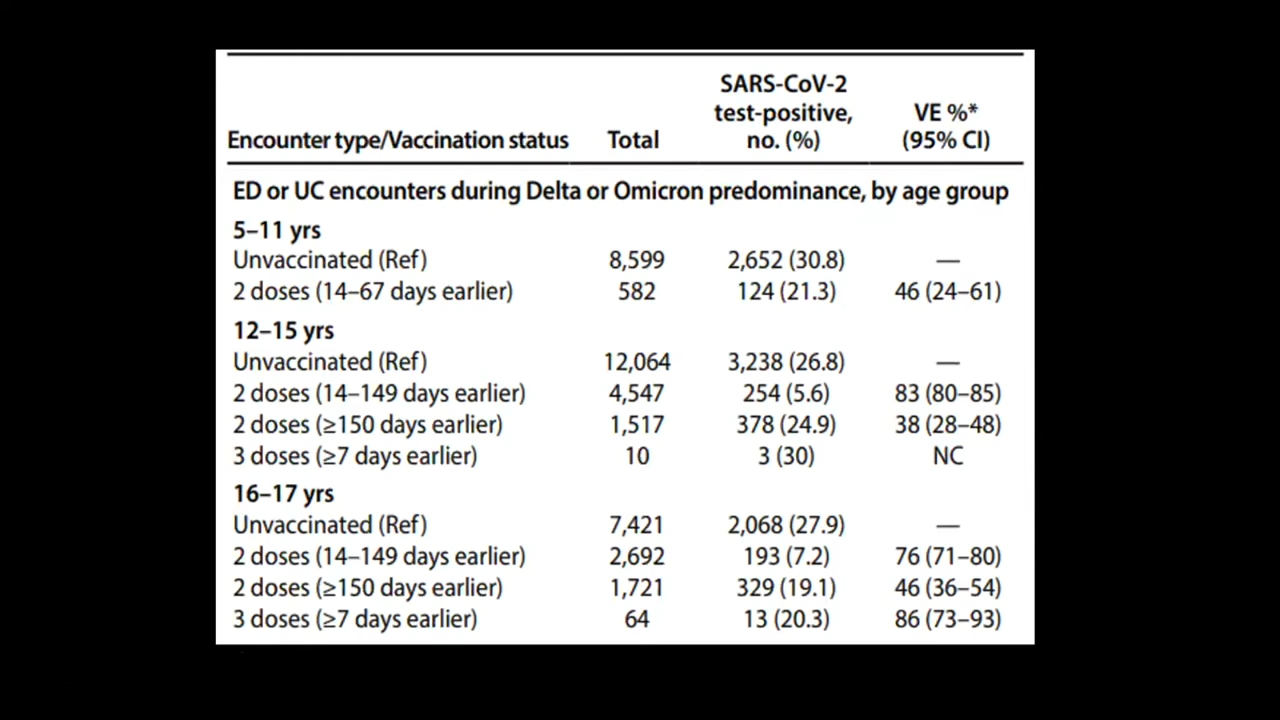 Encounter type/Vaccination status Total SARS-CoV-2 test-positive, no. (%) VE %* (95% CI)
ED or UC encounters during Delta or Omicron predominance, by age group
5–11 yrs
Unvaccinated (Ref) 8,599 2,652 (30.8) —
2 doses (14–67 days earlier) 582 124 (21.3) 46 (24–61)
12–15 yrs
Unvaccinated (Ref) 12,064 3,238 (26.8) —
2 doses (14–149 days earlier) 4,547 254 (5.6) 83 (80–85)
2 doses (≥150 days earlier) 1,517 378 (24.9) 38 (28–48)
3 doses (≥7 days earlier) 10 3 (30) NC
16–17 yrs
Unvaccinated (Ref) 7,421 2,068 (27.9) —
2 doses (14–149 days earlier) 2,692 193 (7.2) 76 (71–80)
2 doses (≥150 days earlier) 1,721 329 (19.1) 46 (36–54)
3 doses (≥7 days earlier) 64 13 (20.3) 86 (73–93)